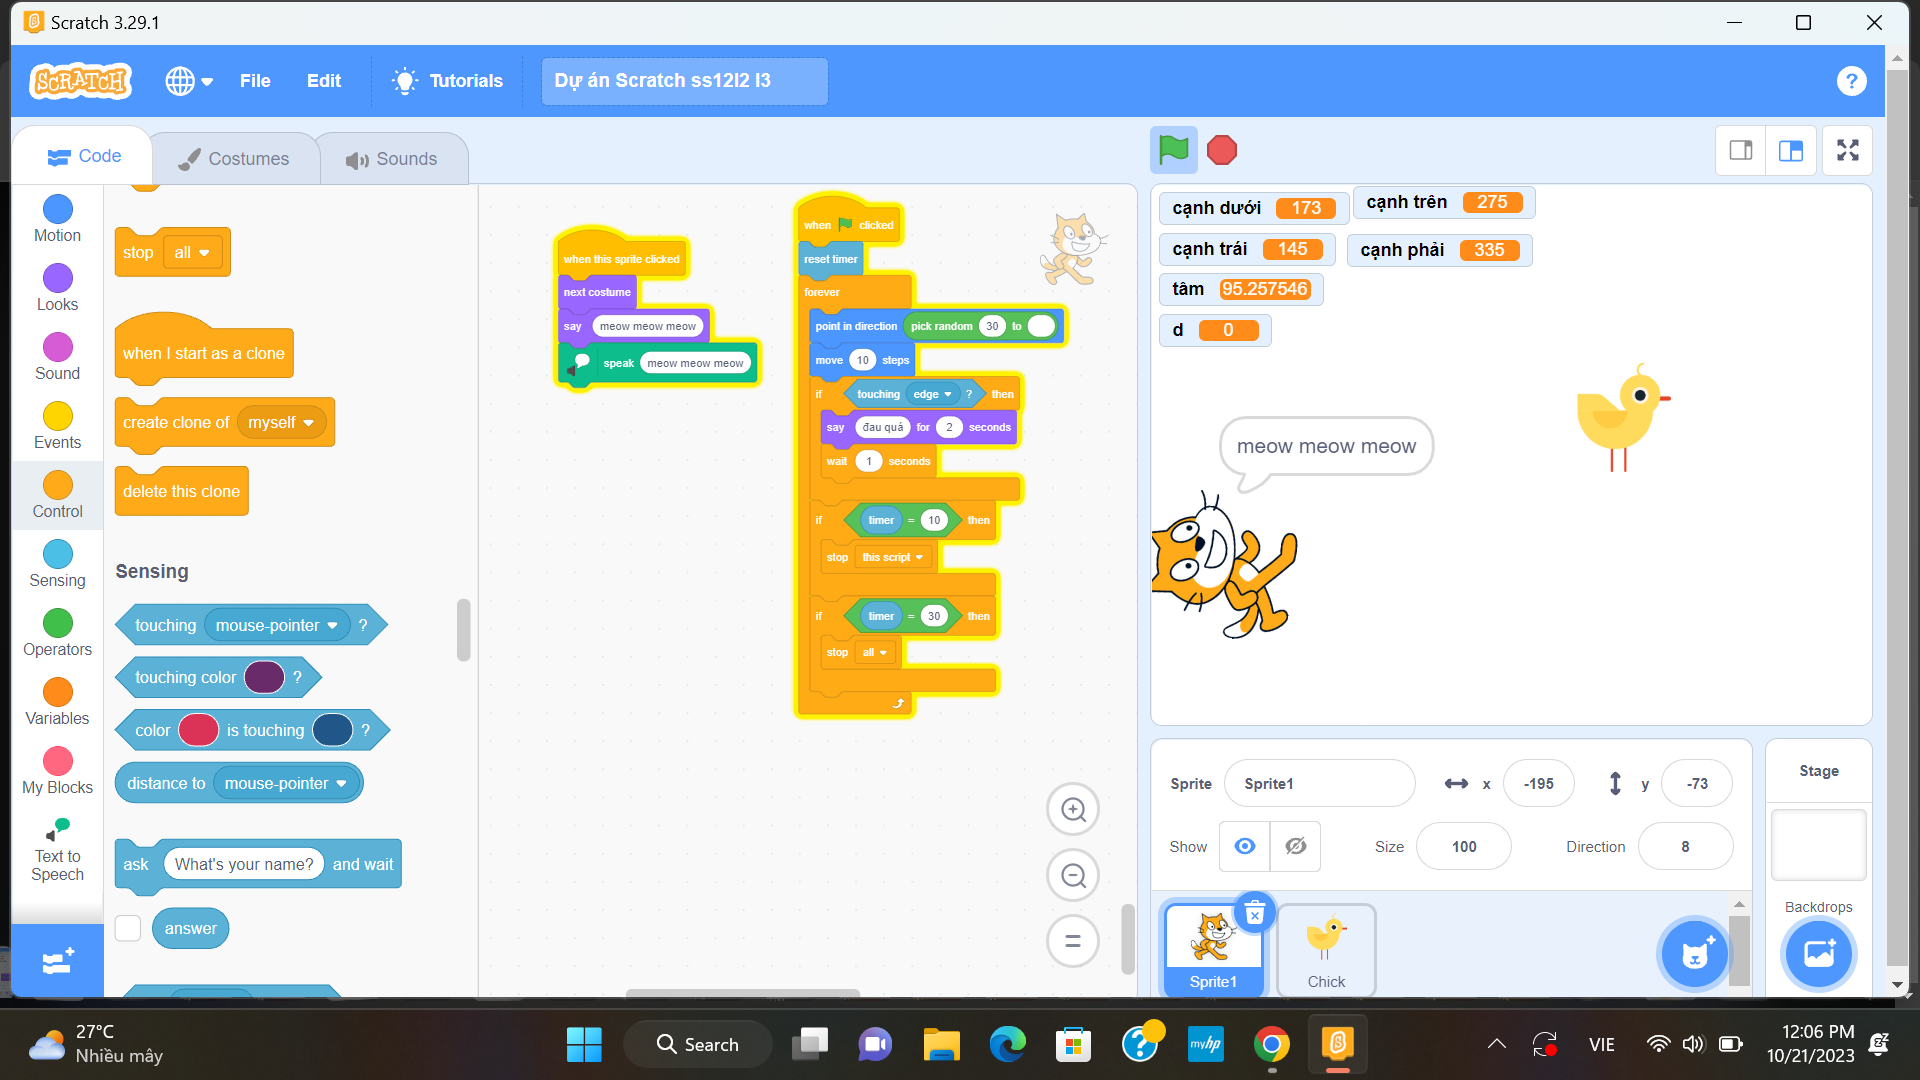 Scratch 3.29.1
SCRATCH
File
Edit
Tutorials
Dự án Scratch ss12l2 l3
?
Code
Costumes
Sounds
Motion
Looks
Sound
Events
Control
Sensing
Operators
Variables
My Blocks
Text to
Speech
stop all
when I start as a clone
create clone of myself
delete this clone
Sensing
touching mouse-pointer ?
touching color ?
color is touching ?
distance to mouse-pointer
ask What's your name? and wait
answer
when this sprite clicked
next costume
say meow meow meow
speak meow meow meow
when clicked
reset timer
forever
point in direction pick random 30 to
move 10 steps
if touching edge ? then
say đau quá for 2 seconds
wait 1 seconds
if timer = 10 then
stop this script
if timer = 30 then
stop all
cạnh dưới 173
cạnh trên 275
cạnh trái 145
cạnh phải 335
tâm 95.257546
d 0
meow meow meow
Sprite Sprite1 x -195 y -73
Show Size 100 Direction 8
Sprite1
Chick
Stage
Backdrops
27°C
Nhiều mây
Search
myhp
VIE
12:06 PM
10/21/2023